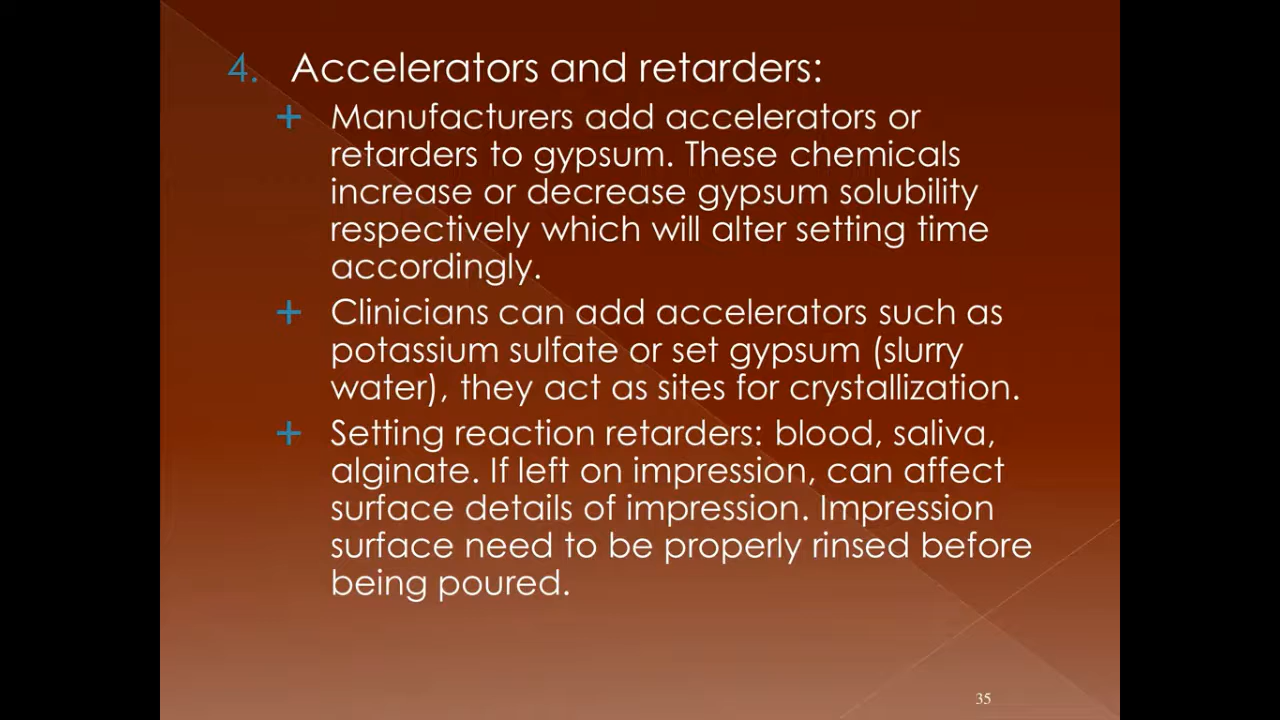 4. Accelerators and retarders:
+ Manufacturers add accelerators or
retarders to gypsum. These chemicals
increase or decrease gypsum solubility
respectively which will alter setting time
accordingly.
+ Clinicians can add accelerators such as
potassium sulfate or set gypsum (slurry
water), they act as sites for crystallization.
+ Setting reaction retarders: blood, saliva,
alginate. If left on impression, can affect
surface details of impression. Impression
surface need to be properly rinsed before
being poured.
35